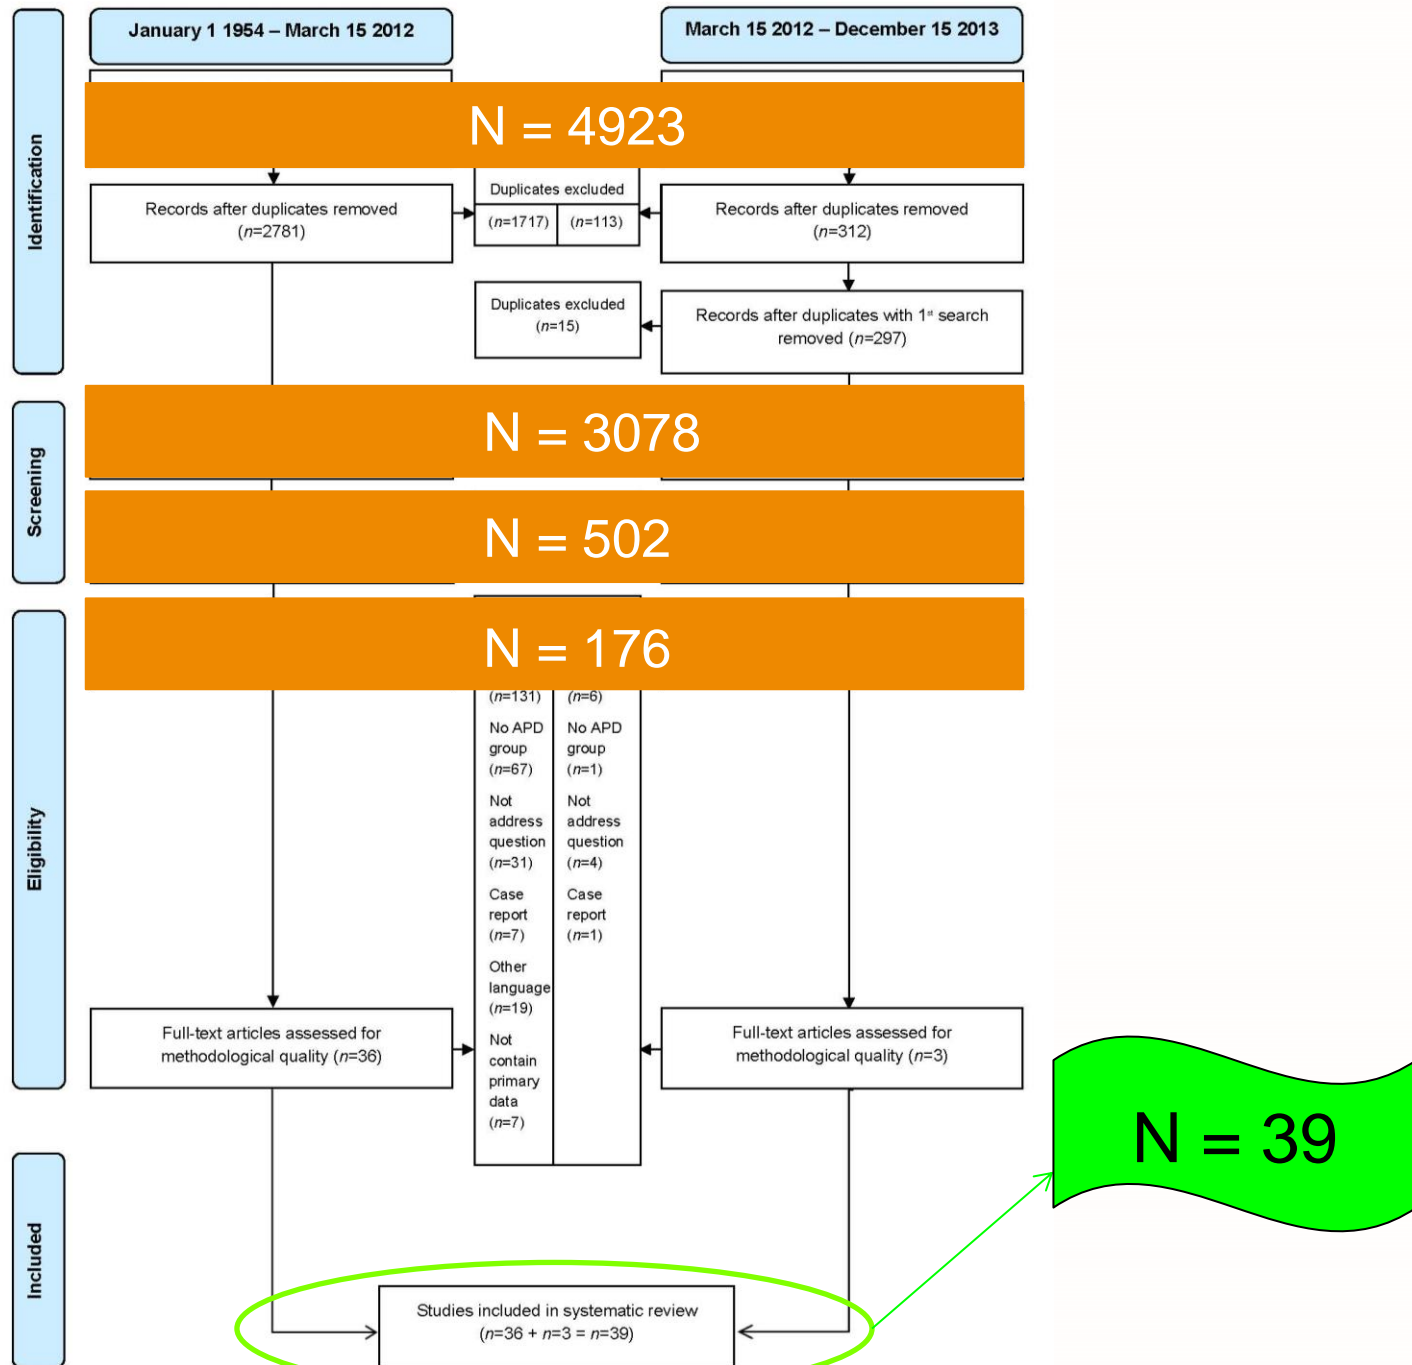 January 1 1954 – March 15 2012
March 15 2012 – December 15 2013
Identification
N = 4923
Records after duplicates removed
(n=2781)
Duplicates excluded
(n=1717)
(n=113)
Records after duplicates removed
(n=312)
Duplicates excluded
(n=15)
Records after duplicates with 1st search
removed (n=297)
Screening
N = 3078
N = 502
Eligibility
N = 176
(n=131)
No APD
group
(n=67)
Not
address
question
(n=31)
Case
report
(n=7)
Other
language
(n=19)
Not
contain
primary
data
(n=7)
(n=6)
No APD
group
(n=1)
Not
address
question
(n=4)
Case
report
(n=1)
Full-text articles assessed for
methodological quality (n=36)
Full-text articles assessed for
methodological quality (n=3)
N = 39
Included
Studies included in systematic review
(n=36 + n=3 = n=39)